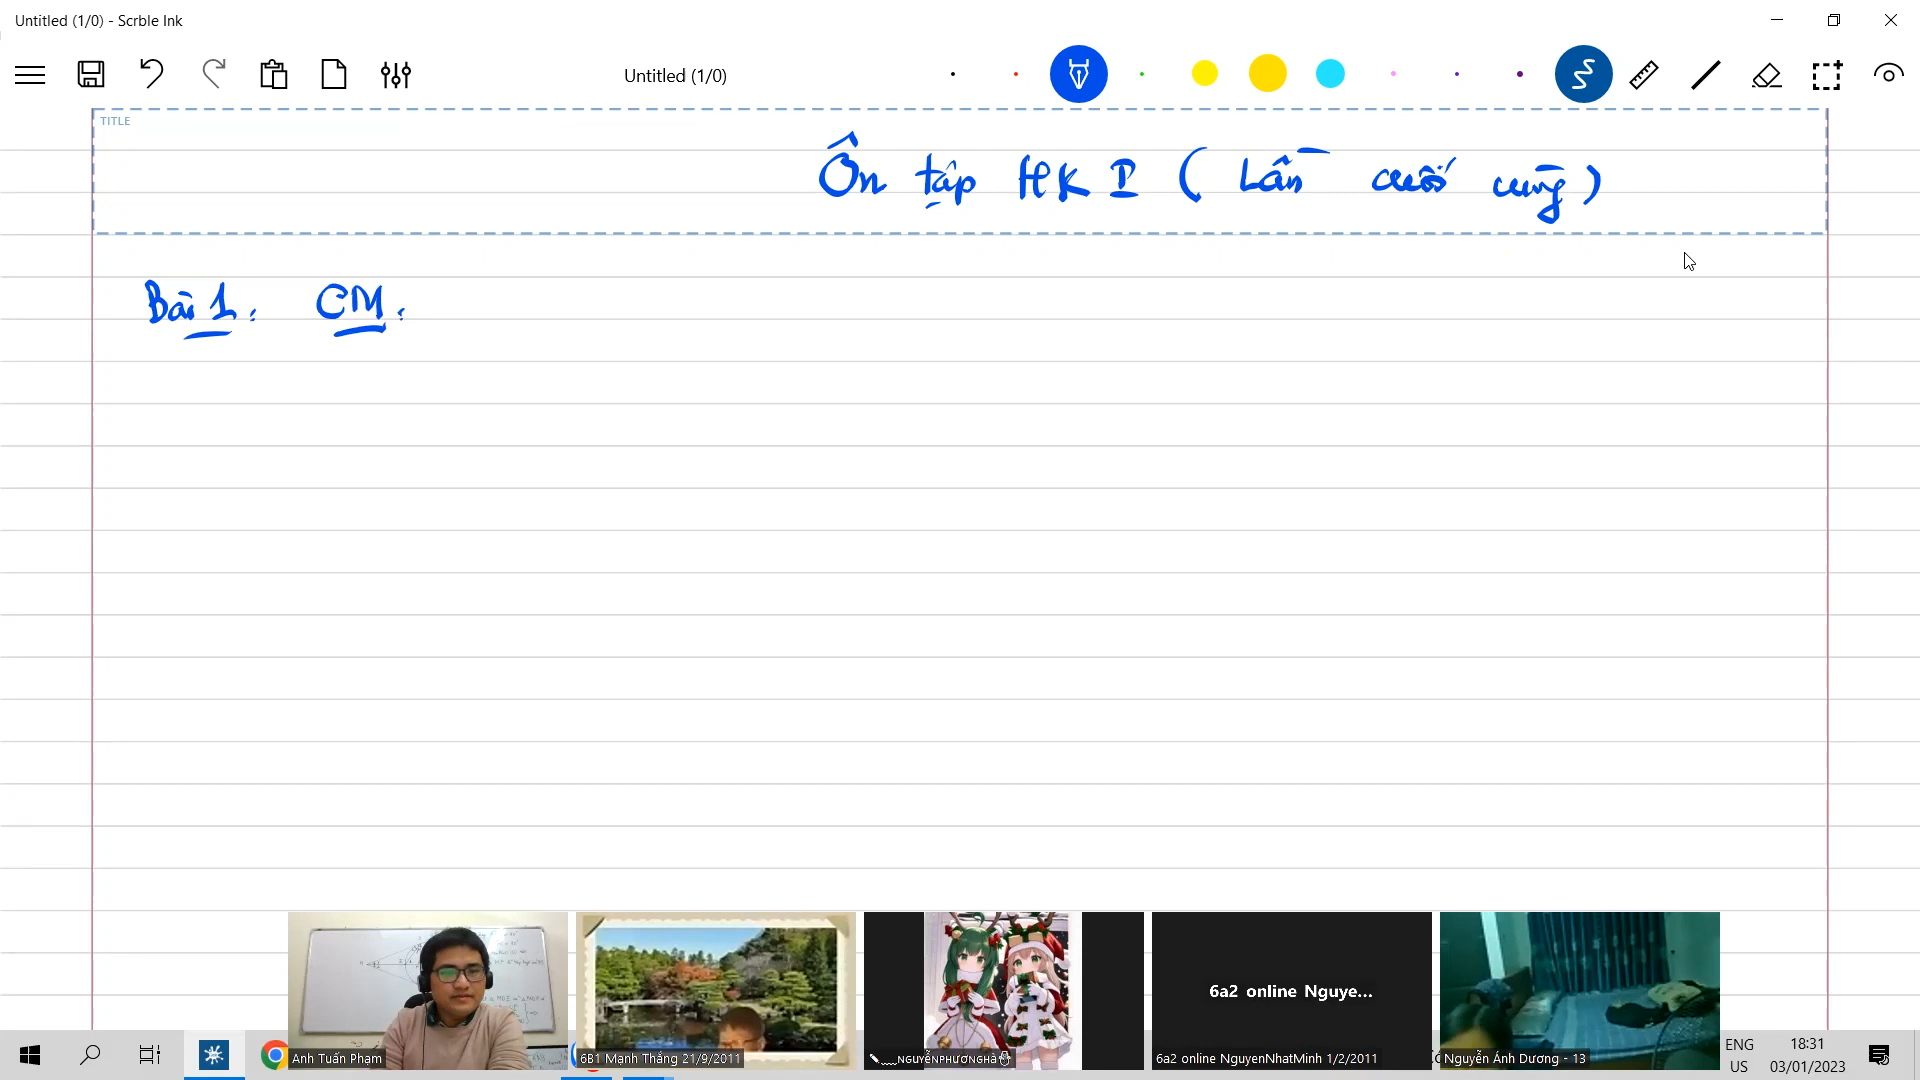 Untitled (1/0) - Scrble Ink
Untitled (1/0)
TITLE
Ôn tập HK I ( Lần cuối cùng )
Bài 1: CM:
6a2 online Nguye...
Anh Tuấn Phạm
6B1 Mạnh Thắng 21/9/2011
NGUYỄNPHƯƠNGHÀ
6a2 online NguyenNhatMinh 1/2/2011
Nguyễn Ánh Dương - 13
ENG
US
18:31
03/01/2023